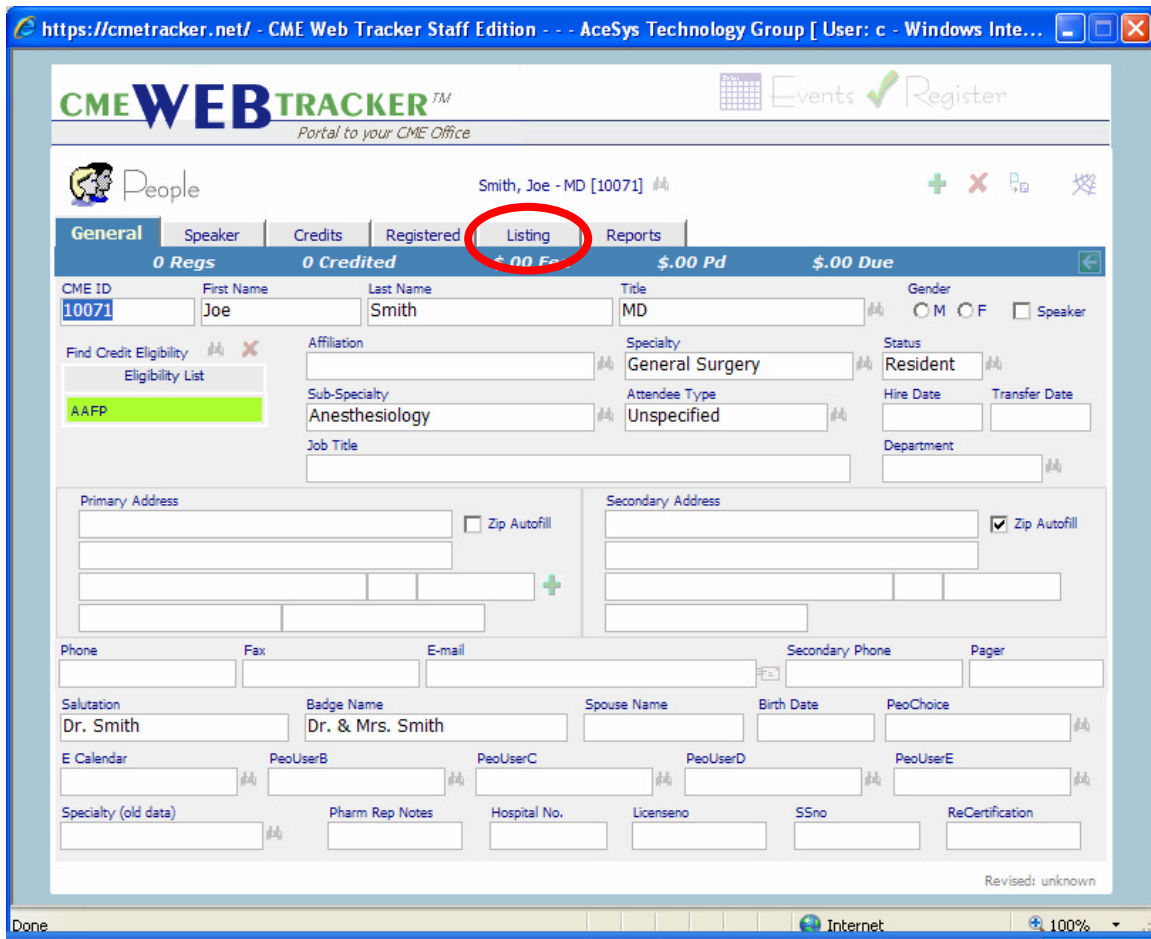 https://cmetracker.net/ - CME Web Tracker Staff Edition - - - AceSys Technology Group [ User: c - Windows Inte...
CMEWEBTRACKER™
Portal to your CME Office
Events Register
People
Smith, Joe - MD [10071]
General Speaker Credits Registered Listing Reports
0 Regs 0 Credited $.00 Fee $.00 Pd $.00 Due
CME ID First Name Last Name Title Gender
10071 Joe Smith MD M F Speaker
Find Credit Eligibility Affiliation Specialty Status
Eligibility List General Surgery Resident
Sub-Specialty Attendee Type Hire Date Transfer Date
AAFP Anesthesiology Unspecified
Job Title Department
Primary Address Secondary Address
Zip Autofill Zip Autofill
Phone Fax E-mail Secondary Phone Pager
Salutation Badge Name Spouse Name Birth Date PeoChoice
Dr. Smith Dr. & Mrs. Smith
E Calendar PeoUserB PeoUserC PeoUserD PeoUserE
Specialty (old data) Pharm Rep Notes Hospital No. Licenseno SSno ReCertification
Revised: unknown
Done Internet 100%